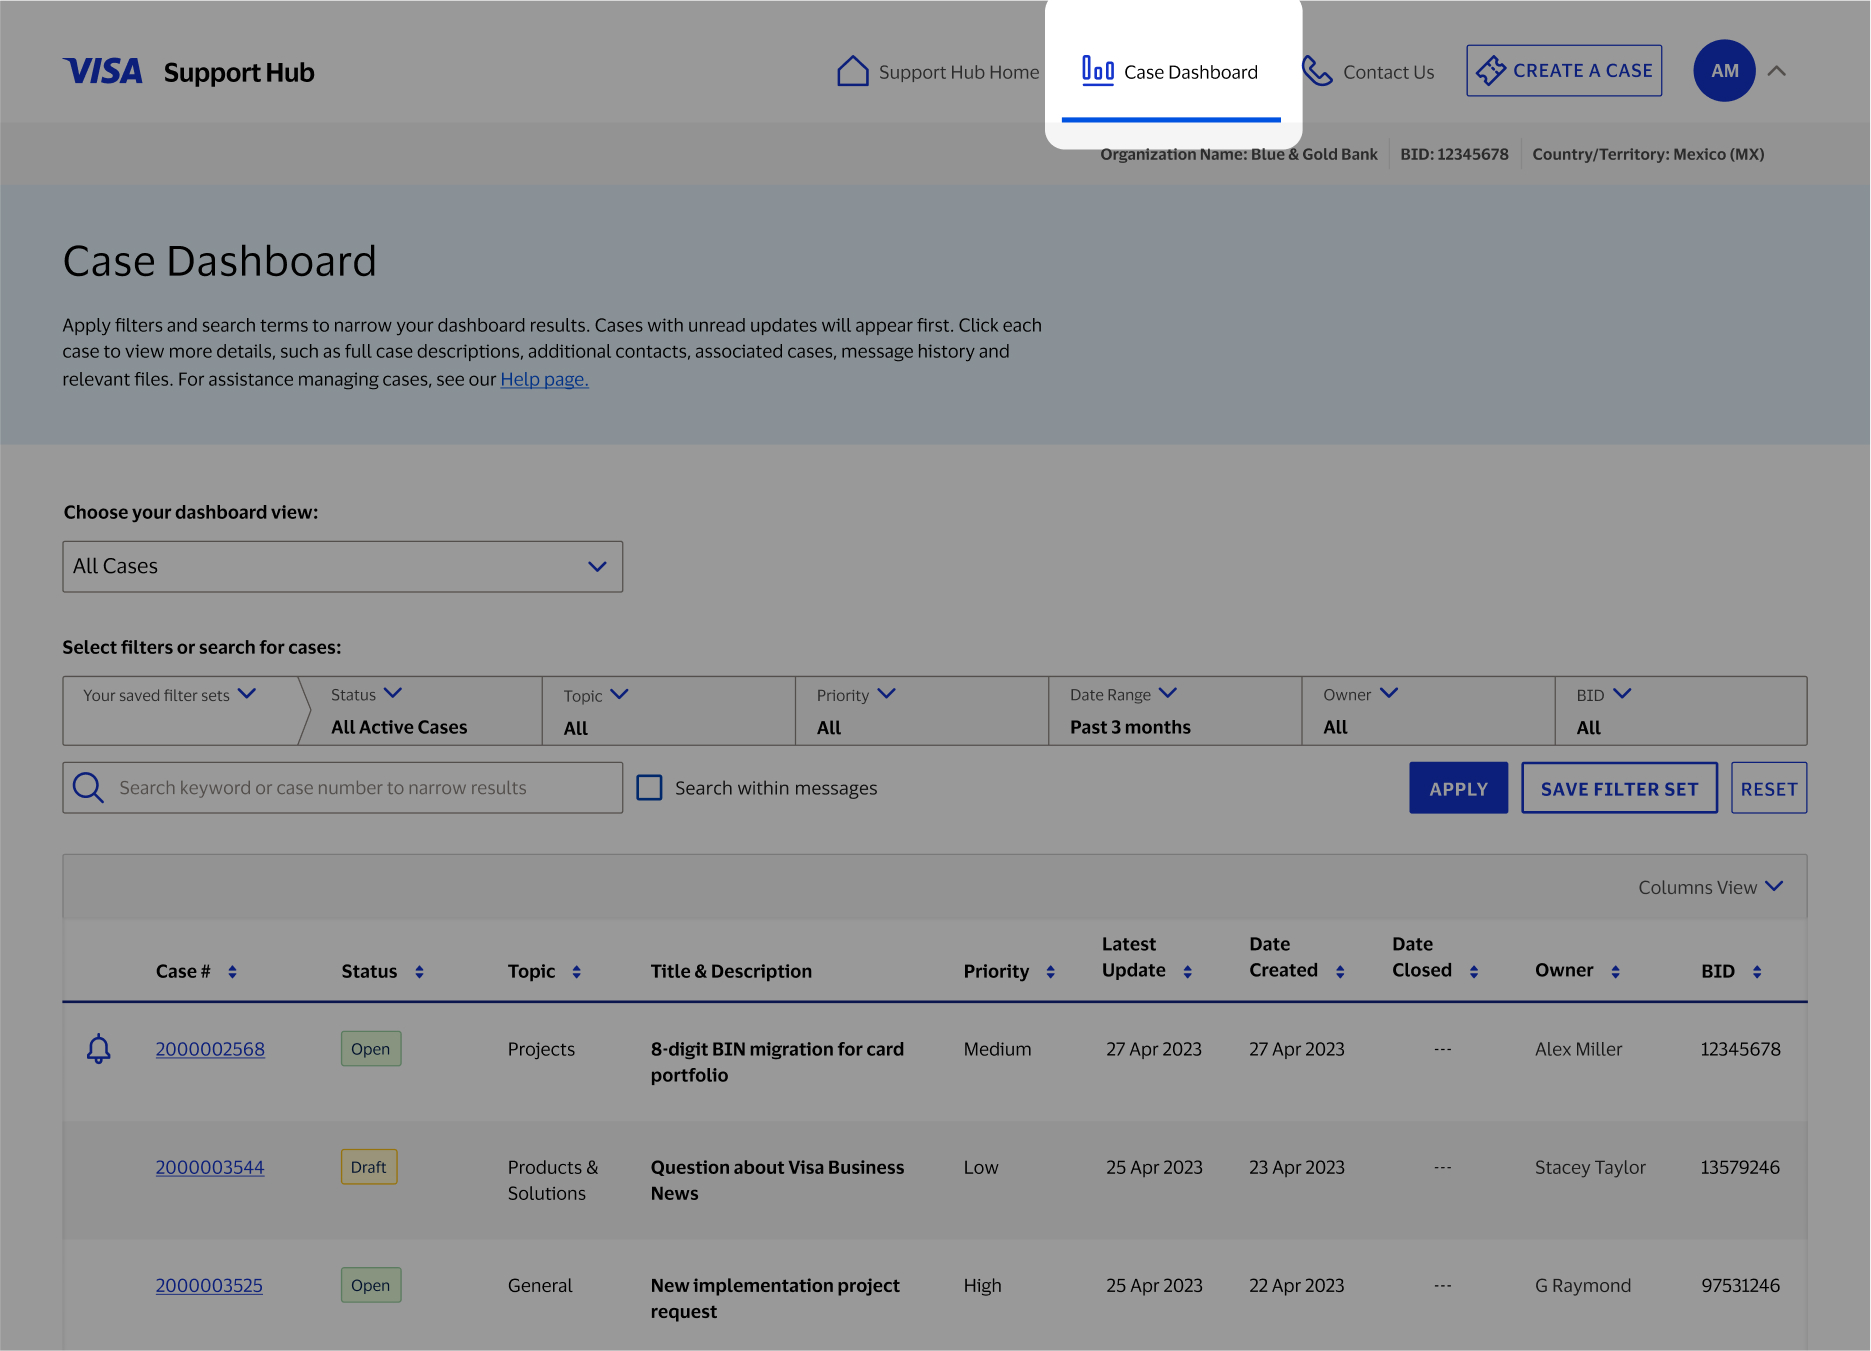 VISA Support Hub
Support Hub Home
Case Dashboard
Contact Us
CREATE A CASE
AM
Organization Name: Blue & Gold Bank
BID: 12345678
Country/Territory: Mexico (MX)
Case Dashboard
Apply filters and search terms to narrow your dashboard results. Cases with unread updates will appear first. Click each
case to view more details, such as full case descriptions, additional contacts, associated cases, message history and
relevant files. For assistance managing cases, see our Help page.
Choose your dashboard view:
All Cases
Select filters or search for cases:
Your saved filter sets
Status
All Active Cases
Topic
All
Priority
All
Date Range
Past 3 months
Owner
All
BID
All
Search keyword or case number to narrow results
Search within messages
APPLY
SAVE FILTER SET
RESET
Columns View
Case #
Status
Topic
Title & Description
Priority
Latest
Update
Date
Created
Date
Closed
Owner
BID
2000002568
Open
Projects
8-digit BIN migration for card
portfolio
Medium
27 Apr 2023
27 Apr 2023
---
Alex Miller
12345678
2000003544
Draft
Products &
Solutions
Question about Visa Business
News
Low
25 Apr 2023
23 Apr 2023
---
Stacey Taylor
13579246
2000003525
Open
General
New implementation project
request
High
25 Apr 2023
22 Apr 2023
---
G Raymond
97531246